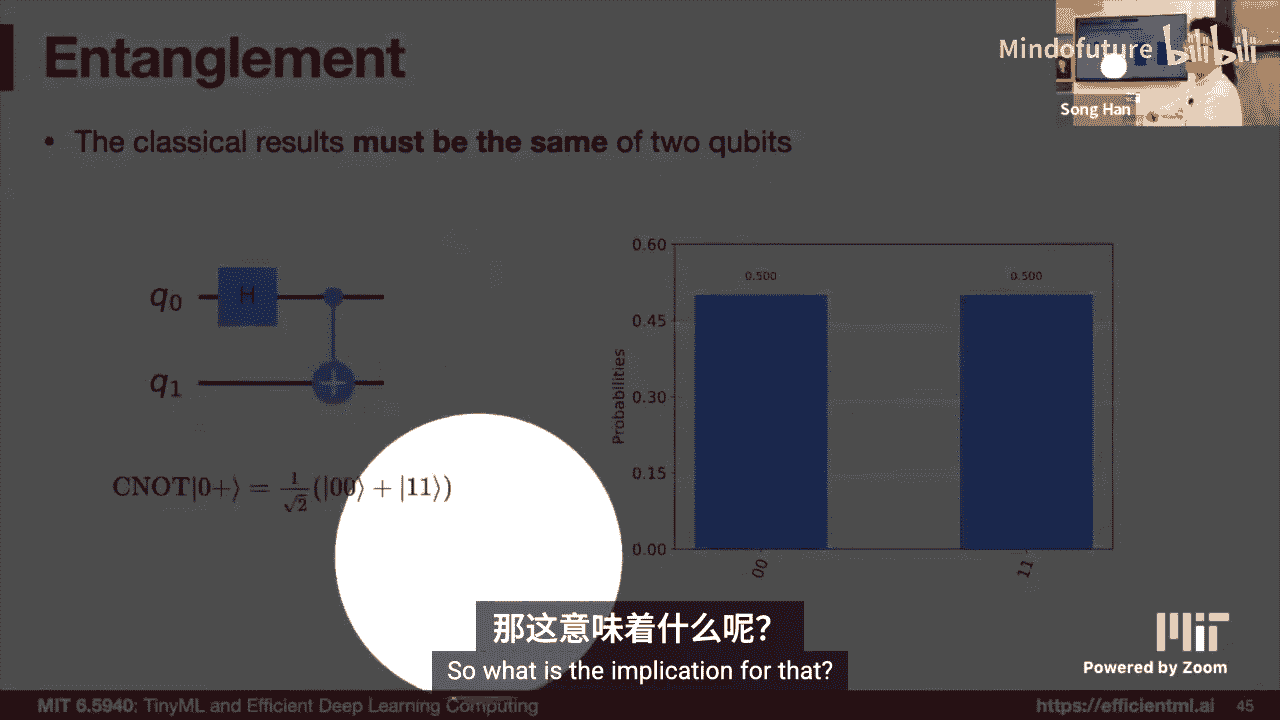 Entanglement
Mindofuture bilibili
Song Han
• The classical results must be the same of two qubits
q₀ H
q₁
CNOT|0+⟩ = 1/√2(|00⟩ + |11⟩)
Probabilities
0.60
0.45
0.30
0.15
0.00
0.500 0.500
00 11
那这意味着什么呢?
So what is the implication for that?
MIT
Powered by Zoom
MIT 6.5940: TinyML and Efficient Deep Learning Computing https://efficientml.ai 45